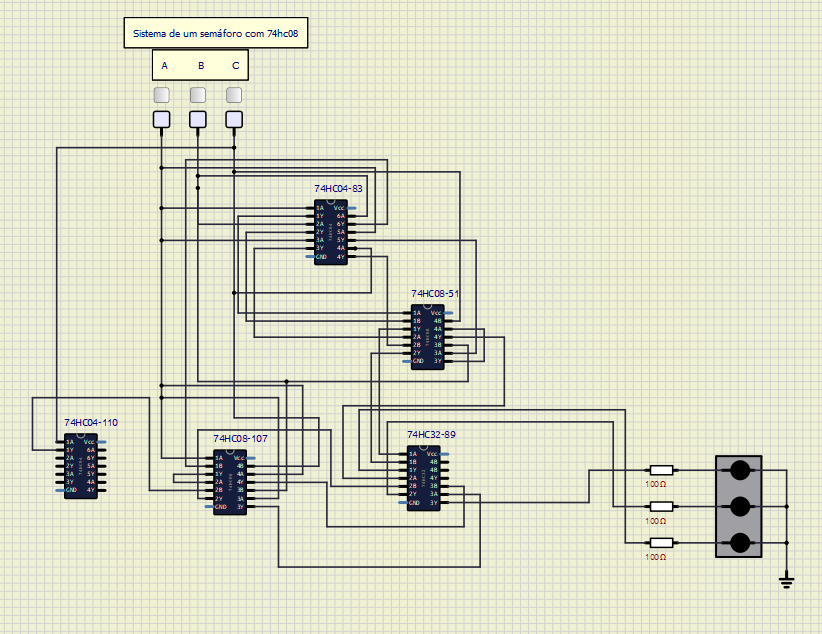 Sistema de um semáforo com 74hc08
A B C
74HC04-83
1A Vcc
1Y 6A
2A 6Y
2Y 5A
3A 5Y
3Y 4A
GND 4Y
74HC08-51
1A Vcc
1B 4B
1Y 4A
2A 4Y
2B 3B
2Y 3A
GND 3Y
74HC04-110
1A Vcc
1Y 6A
2A 6Y
2Y 5A
3A 5Y
3Y 4A
GND 4Y
74HC08-107
1A Vcc
1B 4B
1Y 4A
2A 4Y
2B 3B
2Y 3A
GND 3Y
74HC32-89
1A Vcc
1B 4B
1Y 4A
2A 4Y
2B 3B
2Y 3A
GND 3Y
100Ω
100Ω
100Ω